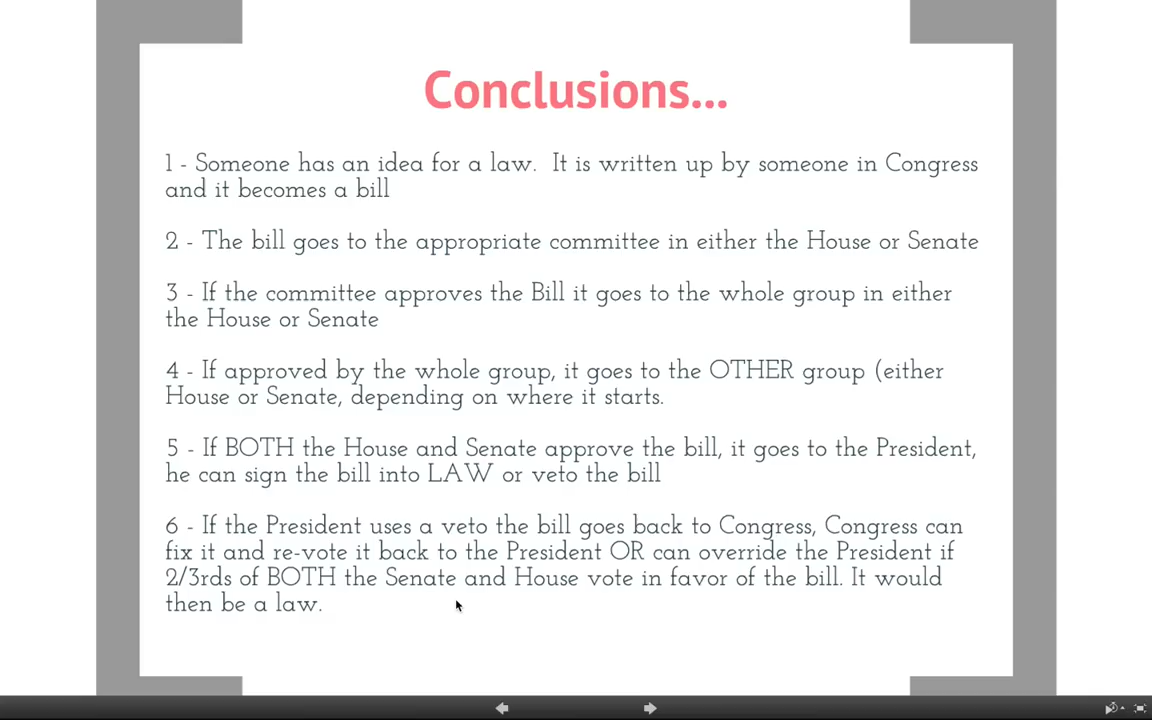 Conclusions...
1 - Someone has an idea for a law.  It is written up by someone in Congress
and it becomes a bill
2 - The bill goes to the appropriate committee in either the House or Senate
3 - If the committee approves the Bill it goes to the whole group in either
the House or Senate
4 - If approved by the whole group, it goes to the OTHER group (either
House or Senate, depending on where it starts.
5 - If BOTH the House and Senate approve the bill, it goes to the President,
he can sign the bill into LAW or veto the bill
6 - If the President uses a veto the bill goes back to Congress, Congress can
fix it and re-vote it back to the President OR can override the President if
2/3rds of BOTH the Senate and House vote in favor of the bill. It would
then be a law.